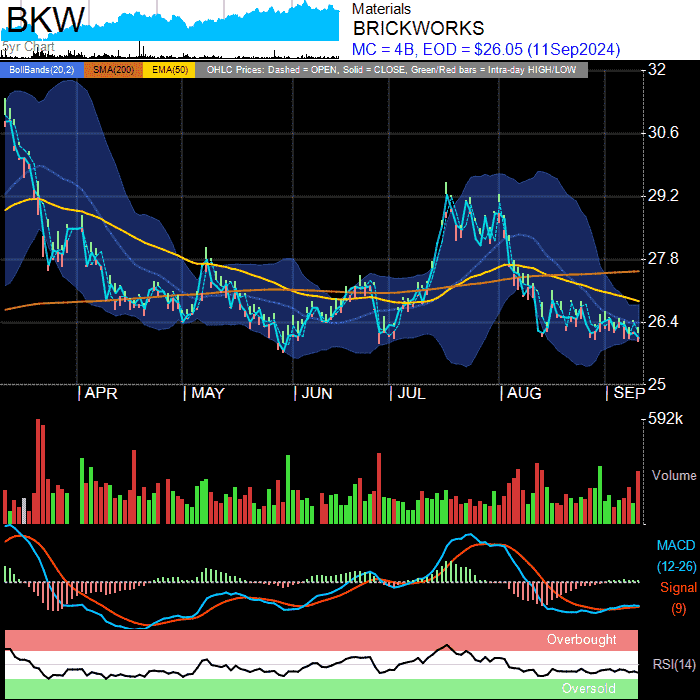 BKW
Materials
BRICKWORKS
MC = 4B, EOD = $26.05 (11Sep2024)
5yr Chart
BollBands(20,2) SMA(200) EMA(50) OHLC Prices: Dashed = OPEN, Solid = CLOSE, Green/Red bars = Intra-day HIGH/LOW
32
30.6
29.2
27.8
26.4
25
APR MAY JUN JUL AUG SEP
592k
Volume
MACD
(12-26)
Signal
(9)
Overbought
RSI(14)
Oversold